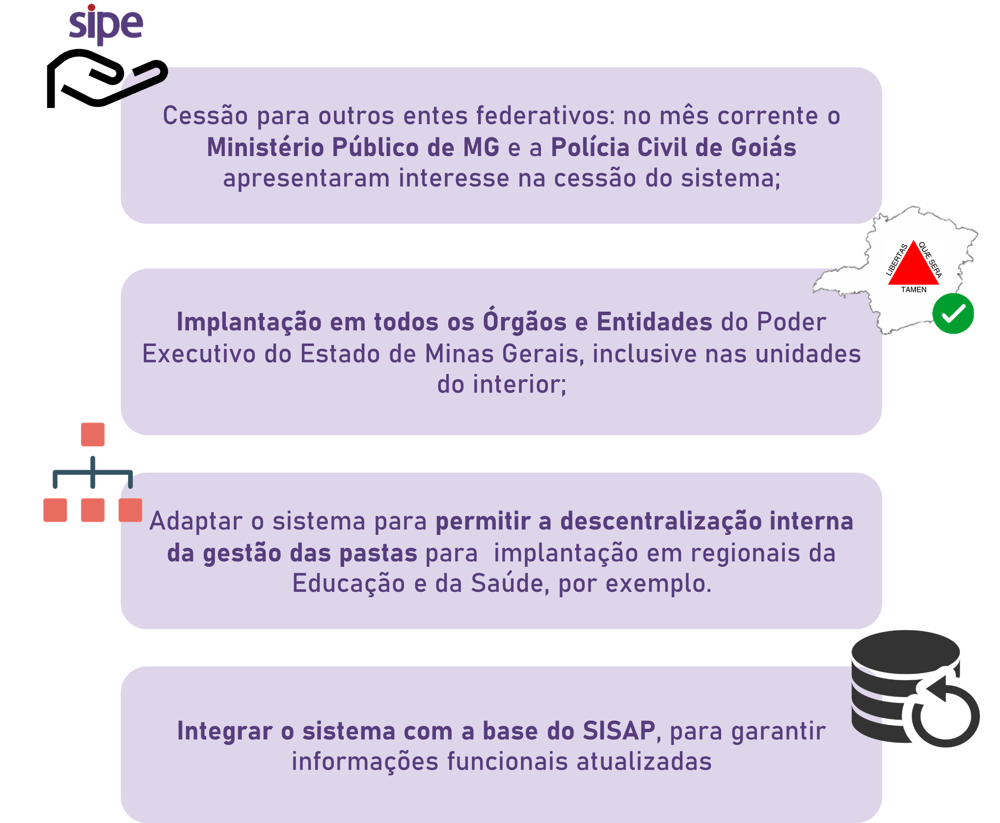 sipe
Cessão para outros entes federativos: no mês corrente o
Ministério Público de MG e a Polícia Civil de Goiás
apresentaram interesse na cessão do sistema;
LIBERTAS
QUÆ SERA
TAMEN
Implantação em todos os Órgãos e Entidades do Poder
Executivo do Estado de Minas Gerais, inclusive nas unidades
do interior;
Adaptar o sistema para permitir a descentralização interna
da gestão das pastas para  implantação em regionais da
Educação e da Saúde, por exemplo.
Integrar o sistema com a base do SISAP, para garantir
informações funcionais atualizadas